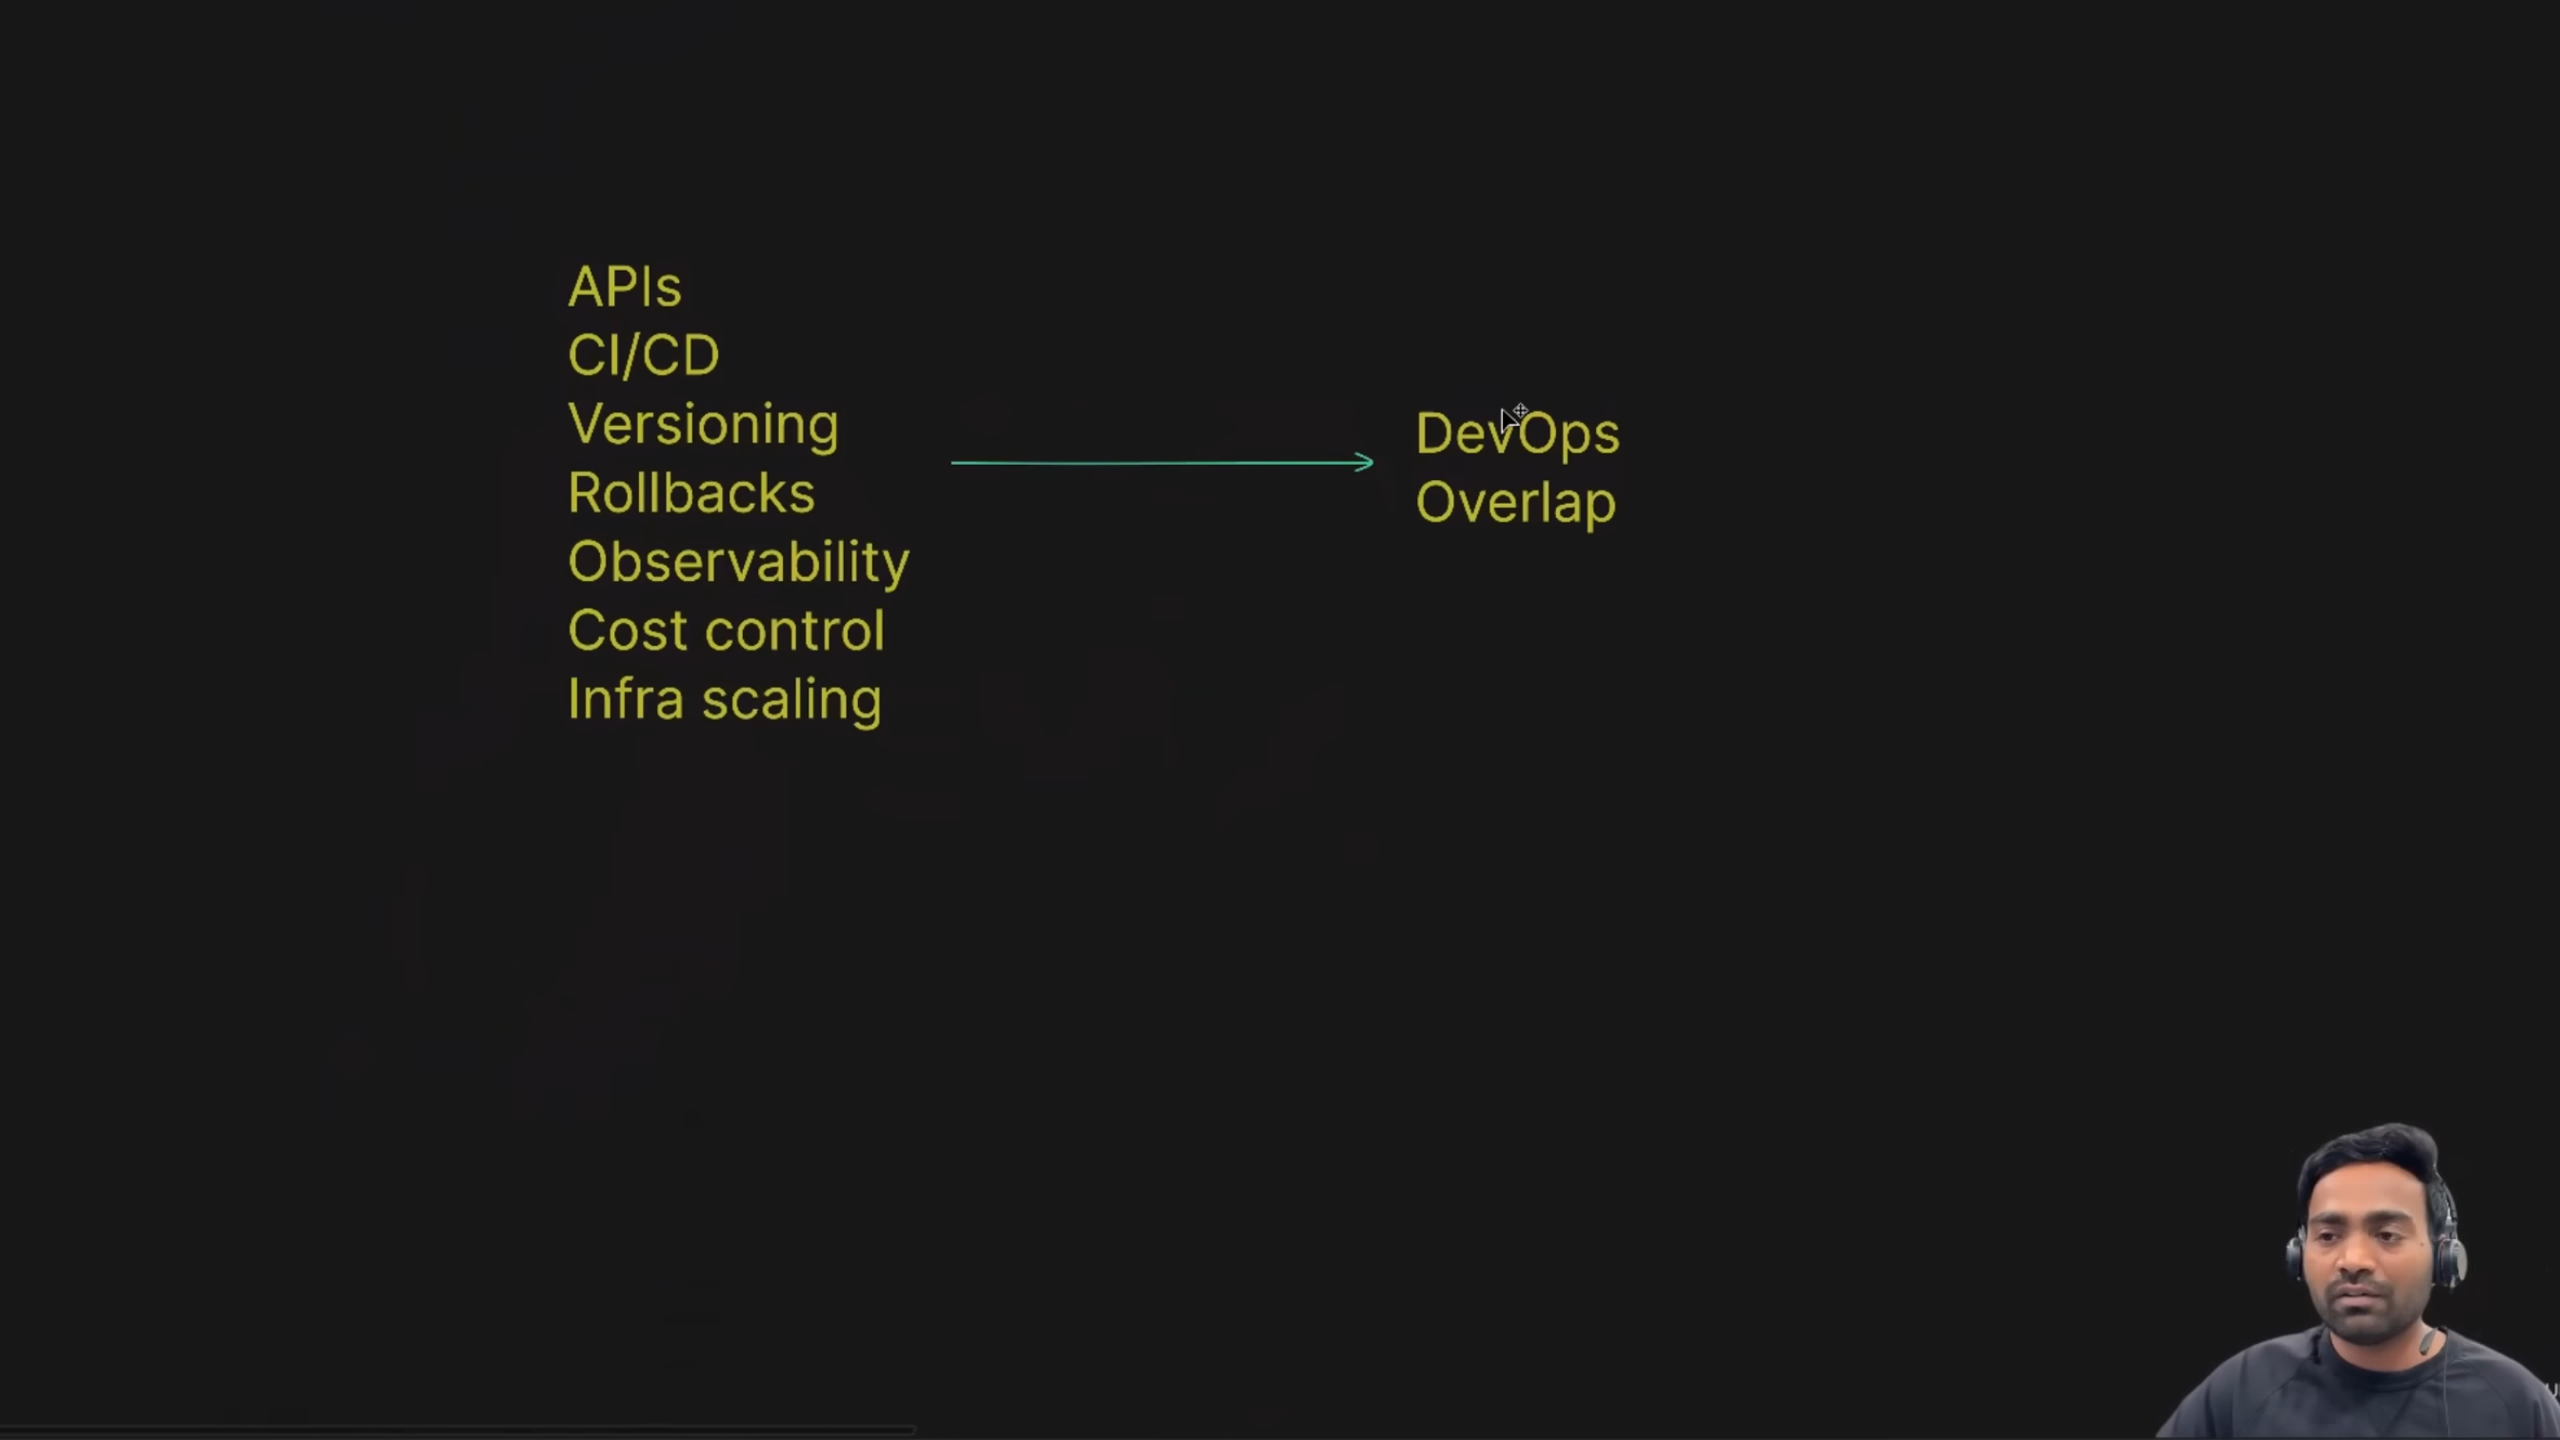 APIs
CI/CD
Versioning
Rollbacks
Observability
Cost control
Infra scaling
DevOps
Overlap